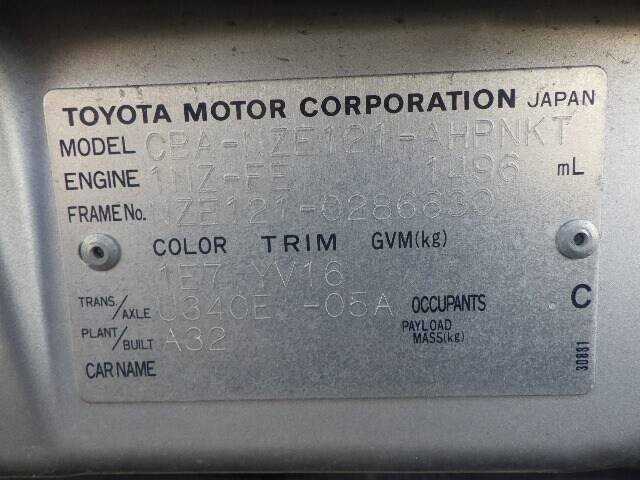 TOYOTA MOTOR CORPORATION JAPAN
MODEL CBA-NZE121-AHPNKT
ENGINE 1NZ-FE 1496 mL
FRAME No. NZE121-0286830
COLOR TRIM GVM(kg)
1E7 YV16
TRANS./AXLE U340E -05A OCCUPANTS C
PLANT/BUILT A32 PAYLOAD MASS(kg)
CAR NAME
30881